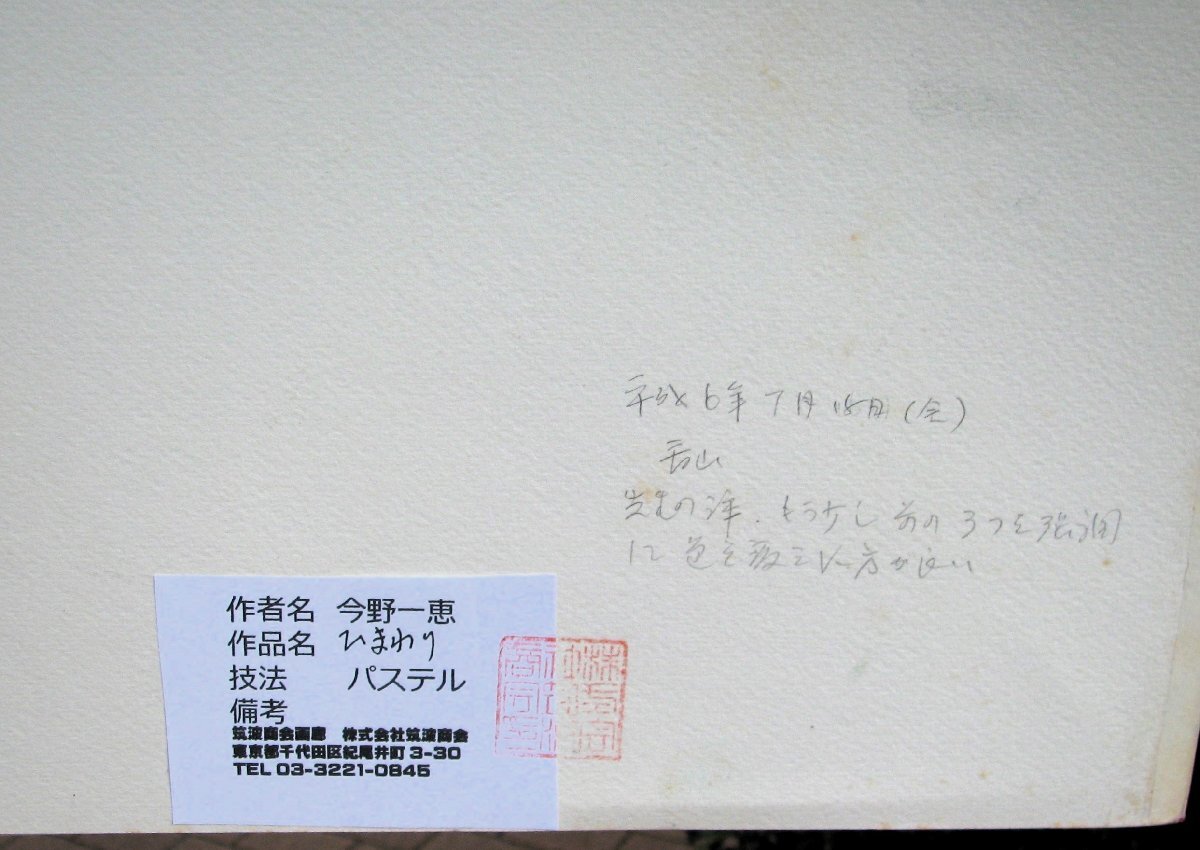 平成6年7月15日(金)
山
先生の評.もう少し前の3つを強調
に色を変えた方が良い
作者名 今野一恵
作品名 ひまわり
技法 パステル
備考
筑波商会画廊 株式会社筑波商会
東京都千代田区紀尾井町3-30
TEL 03-3221-0845